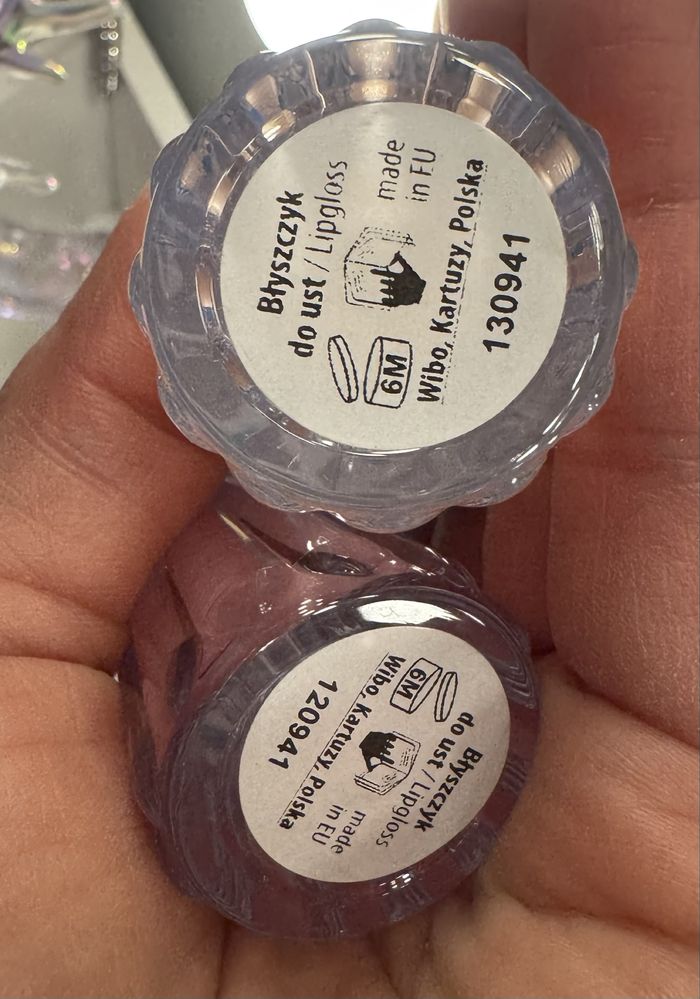 Błyszczyk
do ust / Lipgloss
made
in EU
6M
Wibo, Kartuzy, Polska
130941
Błyszczyk
do ust / Lipgloss
made
in EU
6M
Wibo, Kartuzy, Polska
120941